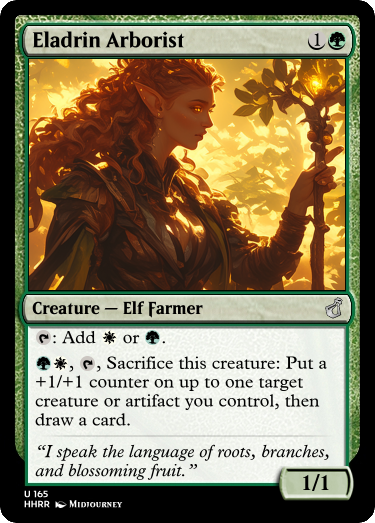 Eladrin Arborist 1
Creature — Elf Farmer
: Add or .
, , Sacrifice this creature: Put a
+1/+1 counter on up to one target
creature or artifact you control, then
draw a card.
“I speak the language of roots, branches,
and blossoming fruit.”
1/1
U 165
HHRR Midjourney